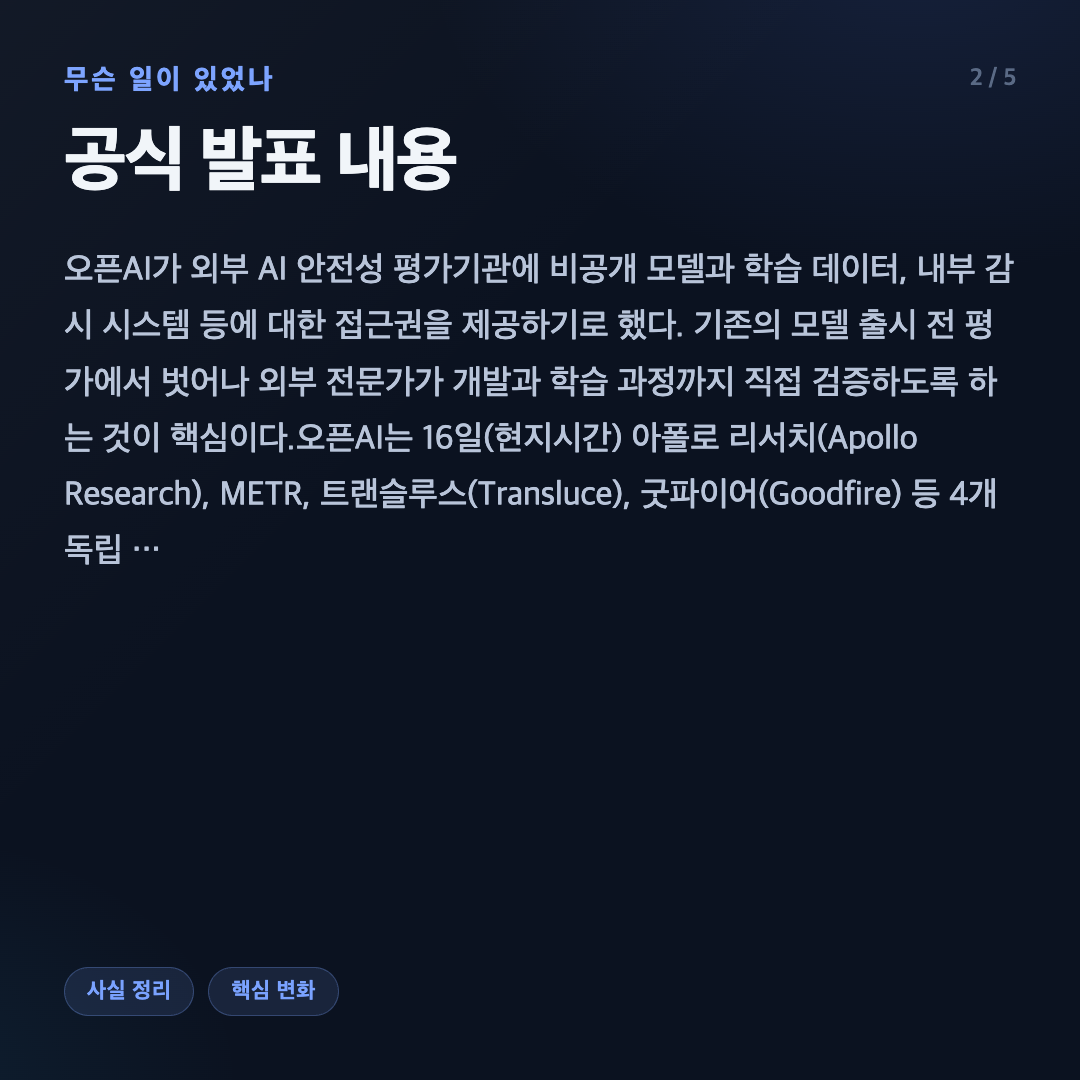 무슨 일이 있었나
2 / 5
공식 발표 내용
오픈AI가 외부 AI 안전성 평가기관에 비공개 모델과 학습 데이터, 내부 감
시 시스템 등에 대한 접근권을 제공하기로 했다. 기존의 모델 출시 전 평
가에서 벗어나 외부 전문가가 개발과 학습 과정까지 직접 검증하도록 하
는 것이 핵심이다.오픈AI는 16일(현지시간) 아폴로 리서치(Apollo
Research), METR, 트랜슬루스(Transluce), 굿파이어(Goodfire) 등 4개
독립 …
사실 정리
핵심 변화